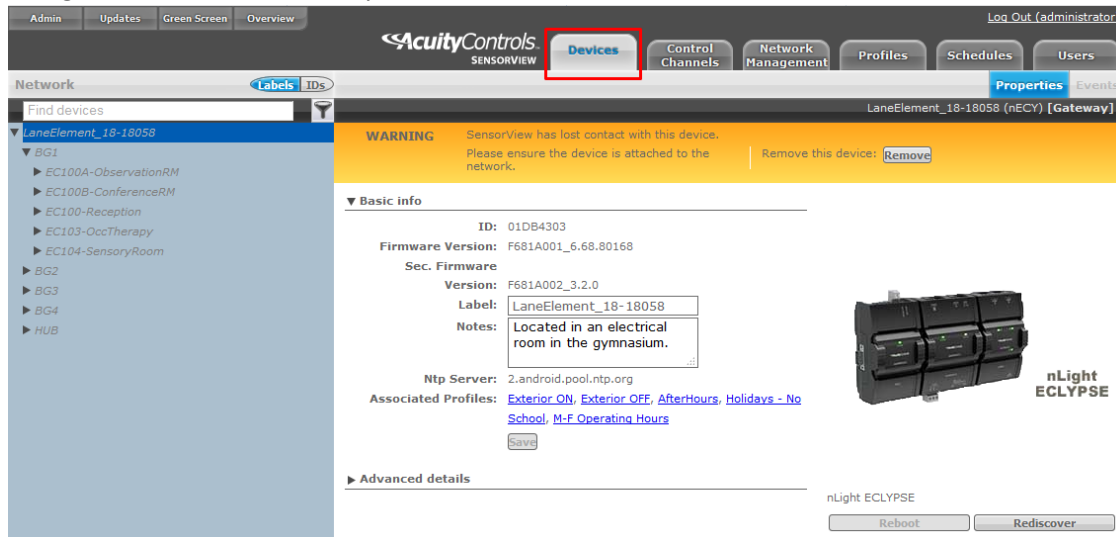 Admin Updates Green Screen Overview
Log Out (administrator
AcuityControls.
SENSORVIEW
Devices
Control Channels
Network Management
Profiles
Schedules
Users
Network
Labels IDs
Properties Events
Find devices
LaneElement_18-18058 (nECY) [Gateway]
LaneElement_18-18058
BG1
EC100A-ObservationRM
EC100B-ConferenceRM
EC100-Reception
EC103-OccTherapy
EC104-SensoryRoom
BG2
BG3
BG4
HUB
WARNING
SensorView has lost contact with this device.
Please ensure the device is attached to the
network.
Remove this device: Remove
Basic info
ID: 01DB4303
Firmware Version: F681A001_6.68.80168
Sec. Firmware
Version: F681A002_3.2.0
Label: LaneElement_18-18058
Notes: Located in an electrical
room in the gymnasium.
Ntp Server: 2.android.pool.ntp.org
Associated Profiles: Exterior ON, Exterior OFF, AfterHours, Holidays - No
School, M-F Operating Hours
Save
Advanced details
nLight
ECLYPSE
nLight ECLYPSE
Reboot Rediscover